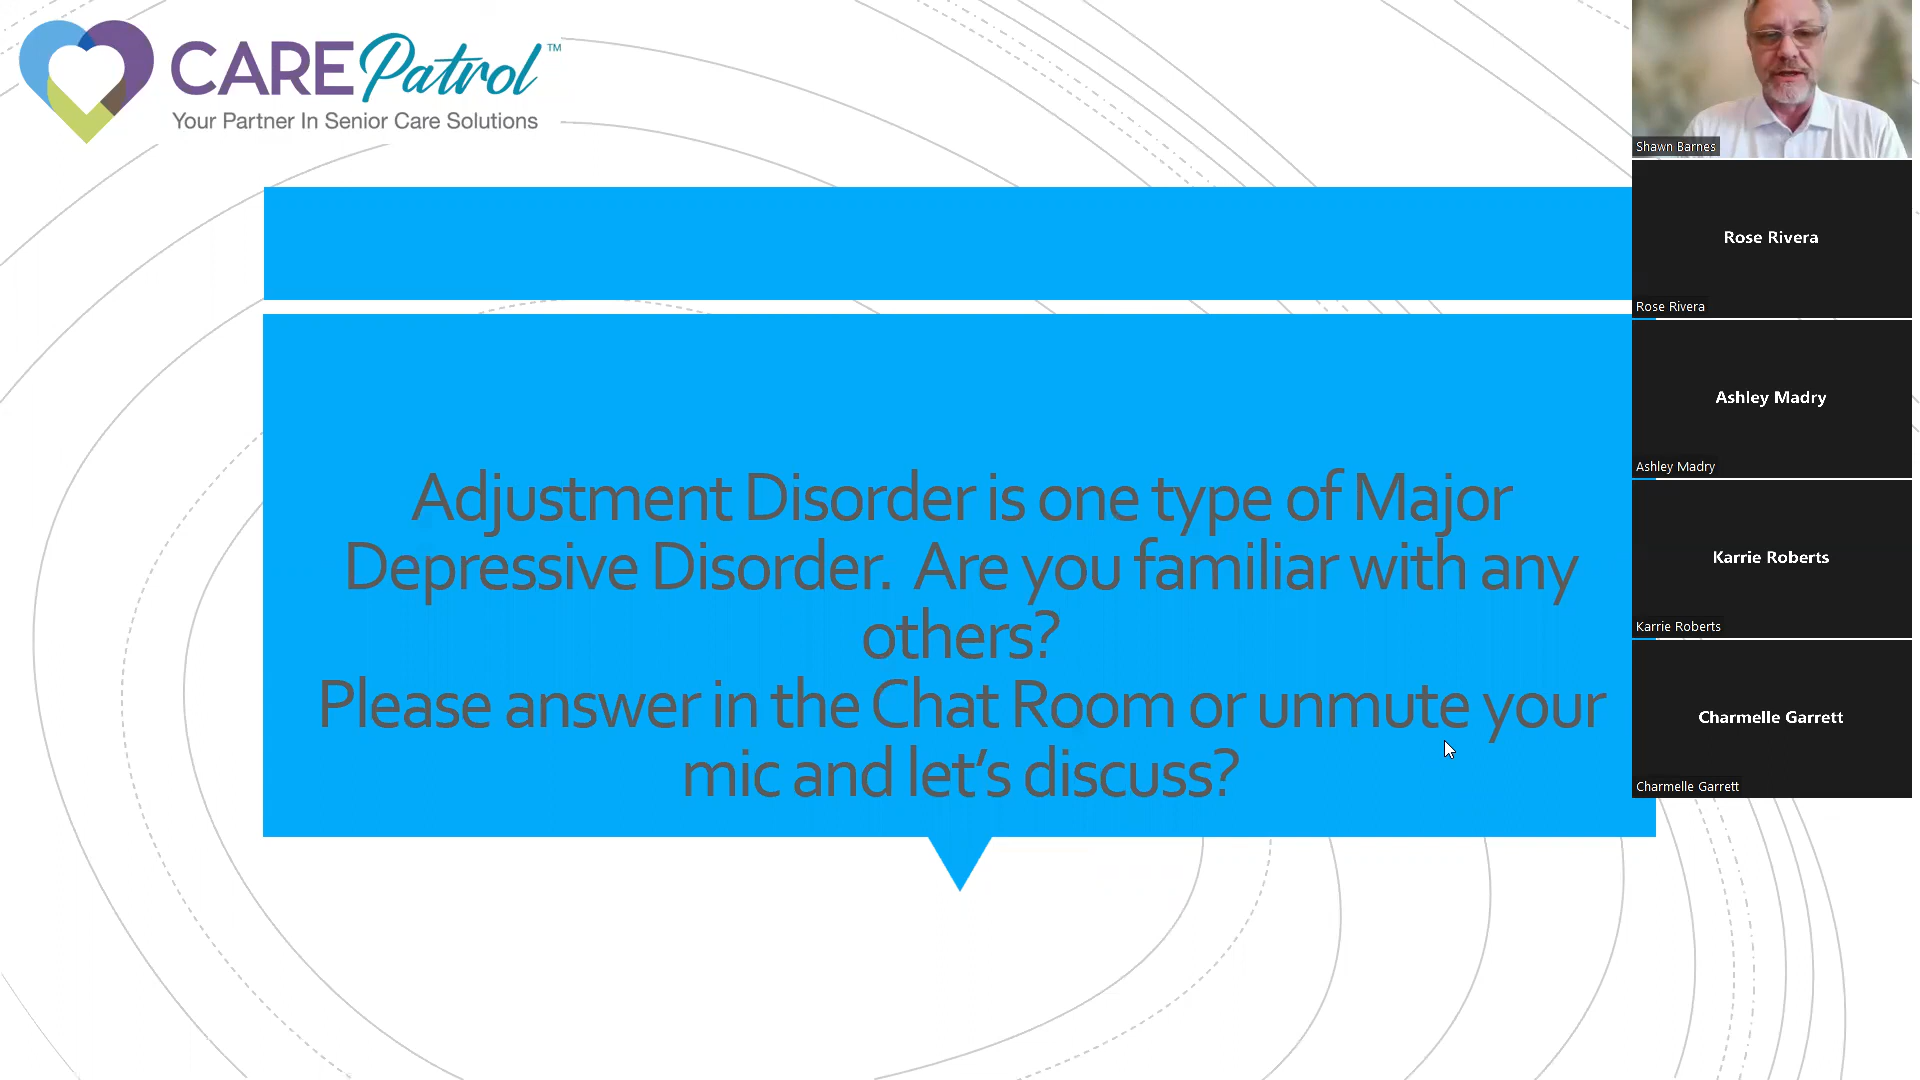 CAREPatrol™
Your Partner In Senior Care Solutions
Adjustment Disorder is one type of Major
Depressive Disorder.  Are you familiar with any
others?
Please answer in the Chat Room or unmute your
mic and let’s discuss?
Shawn Barnes
Rose Rivera
Rose Rivera
Ashley Madry
Ashley Madry
Karrie Roberts
Karrie Roberts
Charmelle Garrett
Charmelle Garrett